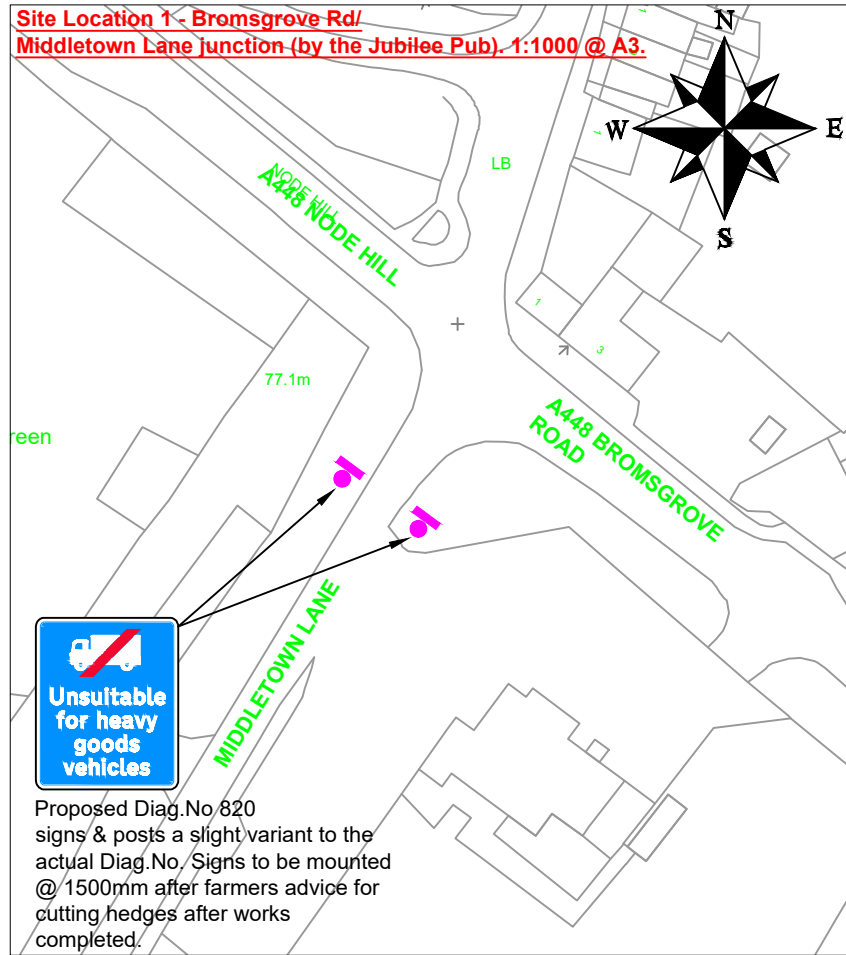 Site Location 1 - Bromsgrove Rd/
Middletown Lane junction (by the Jubilee Pub). 1:1000 @ A3.
N
W
E
S
LB
NODE HILL
A448 NODE HILL
1
1
3
77.1m
reen
A448 BROMSGROVE
ROAD
MIDDLETOWN LANE
Unsuitable
for heavy
goods
vehicles
Proposed Diag.No 820
signs & posts a slight variant to the
actual Diag.No. Signs to be mounted
@ 1500mm after farmers advice for
cutting hedges after works
completed.